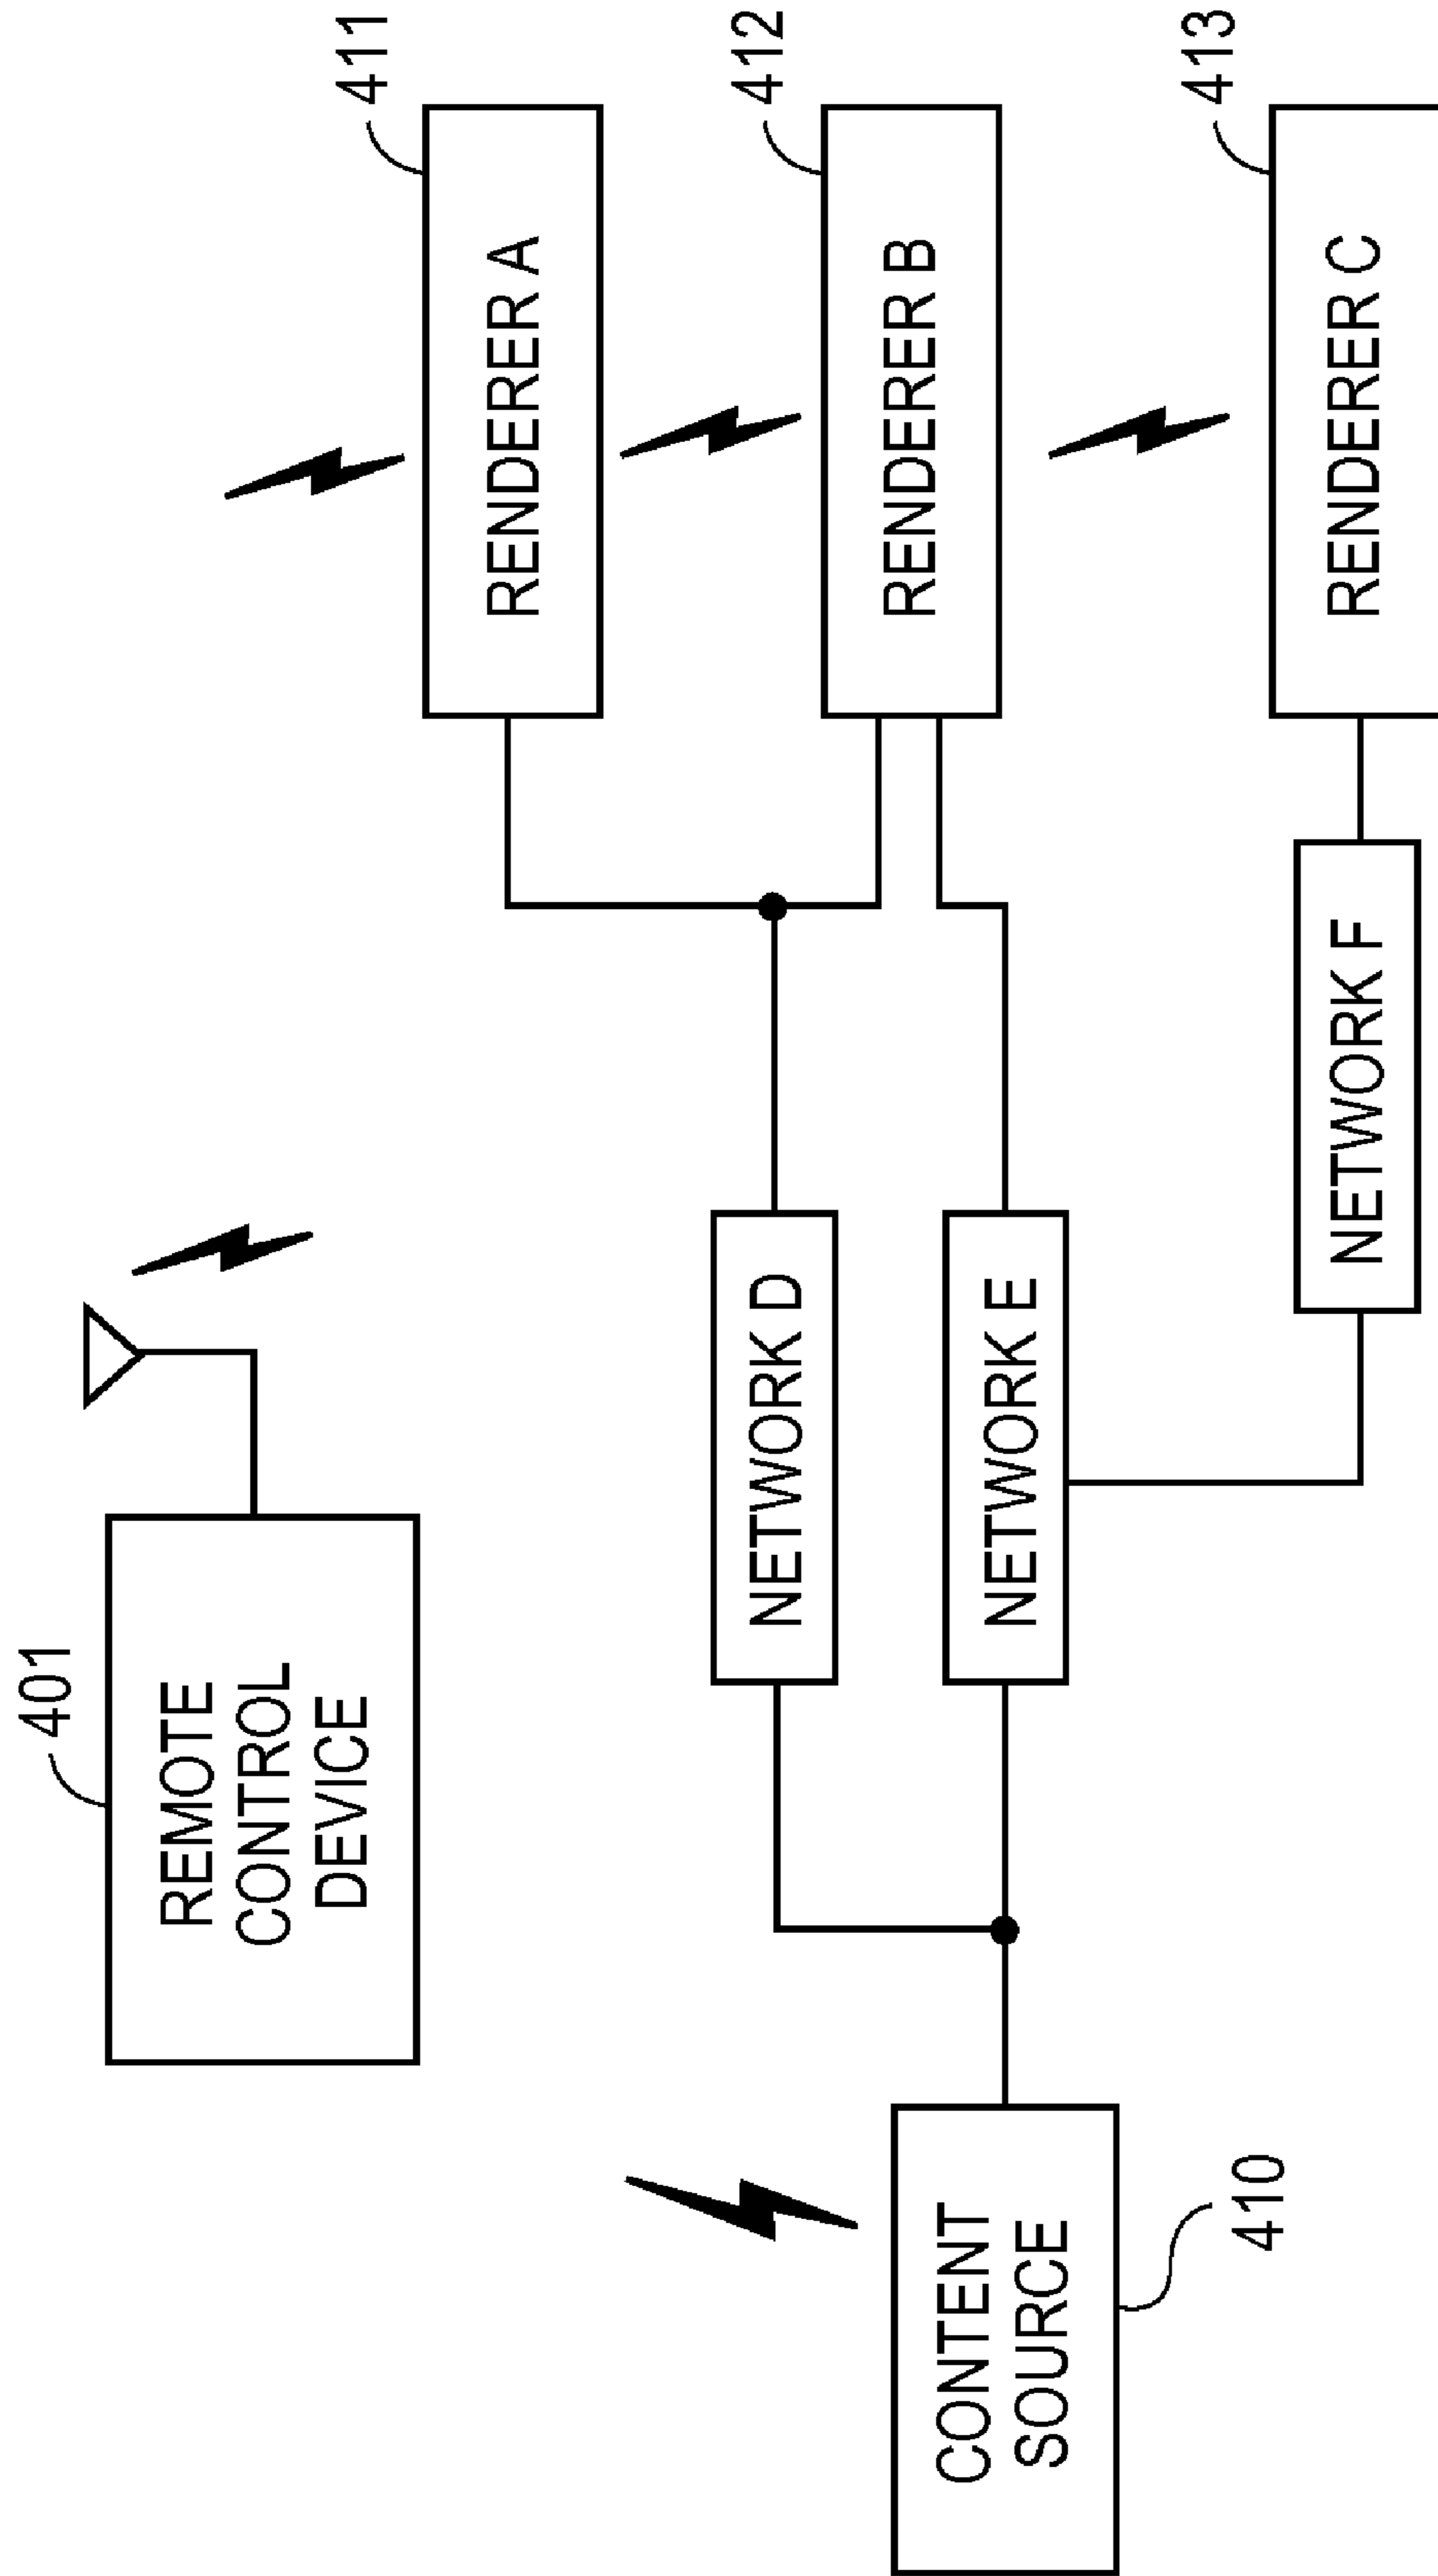 401
REMOTE
CONTROL
DEVICE
411
RENDERER A
412
RENDERER B
413
RENDERER C
NETWORK D
NETWORK E
NETWORK F
CONTENT
SOURCE
410